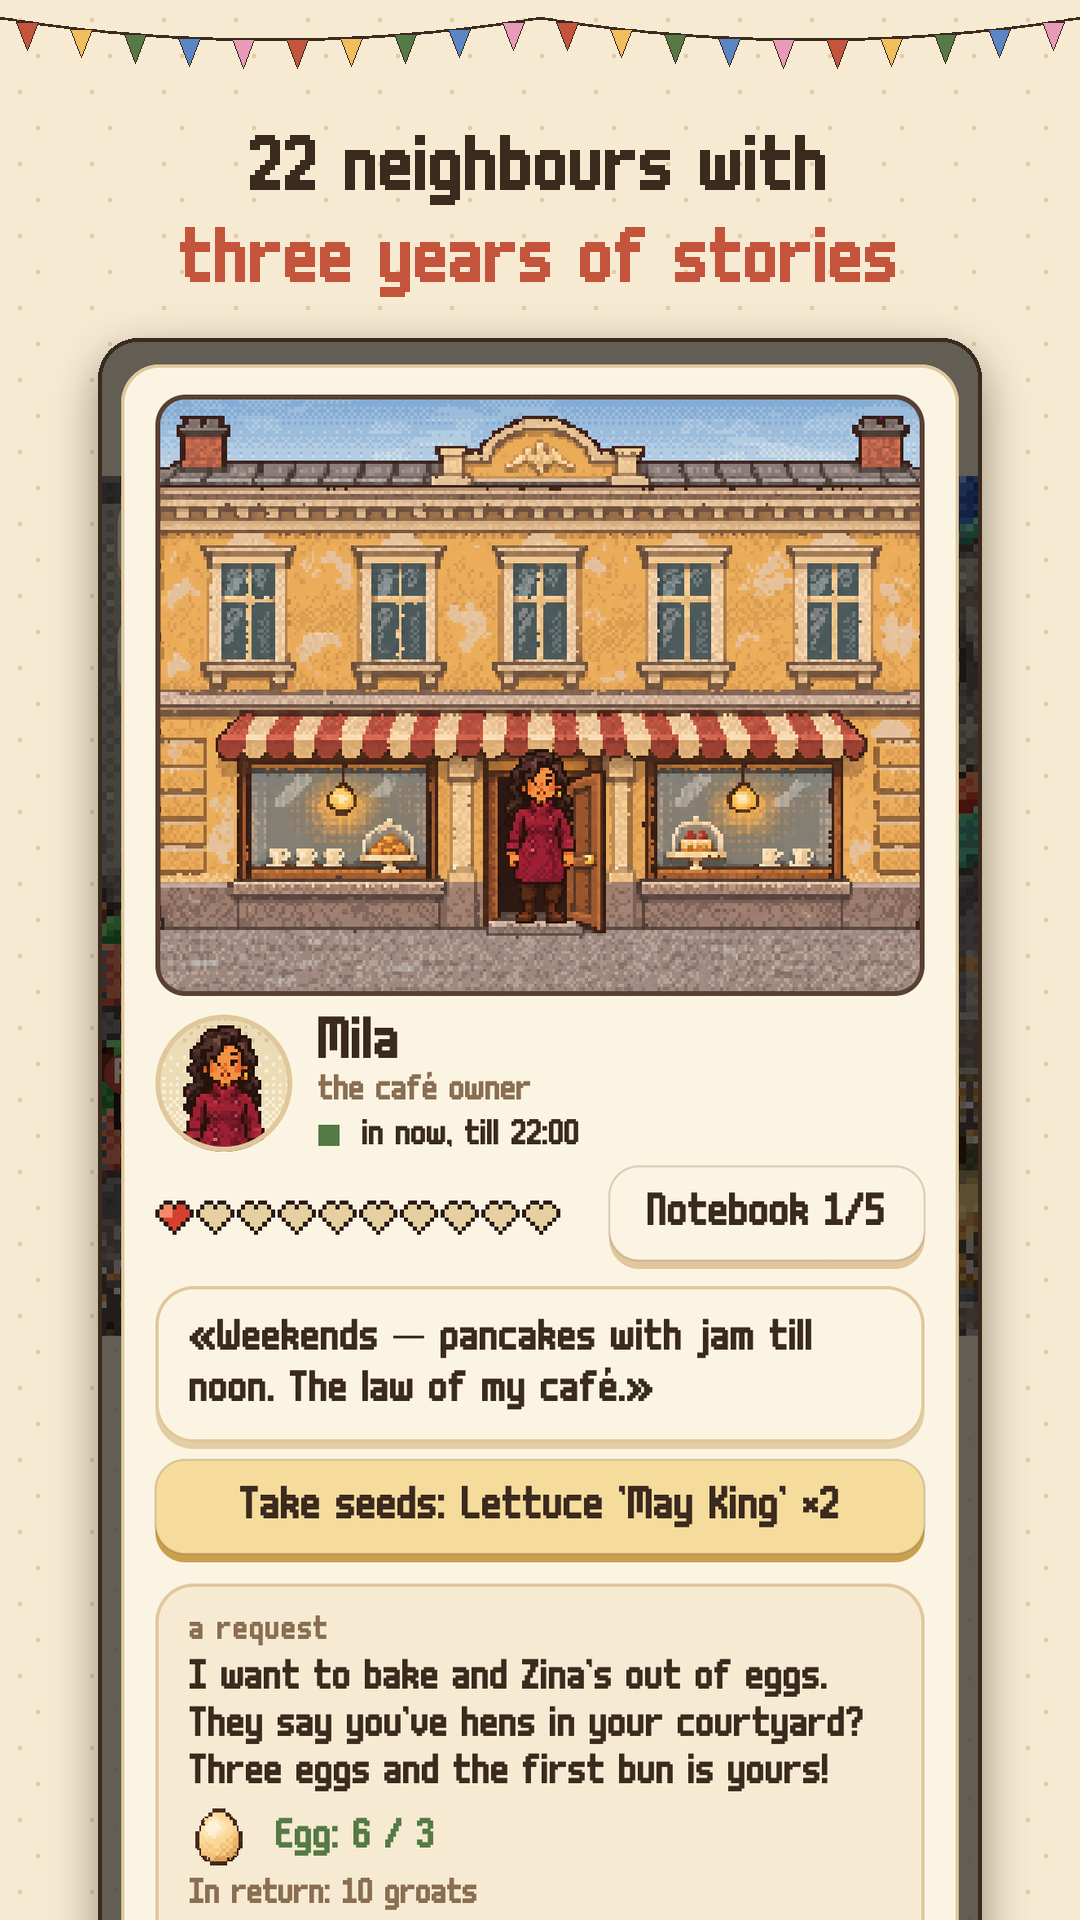 22 neighbours with
three years of stories
Mila
the café owner
in now, till 22:00
Notebook 1/5
«Weekends — pancakes with jam till
noon. The law of my café.»
Take seeds: Lettuce 'May King' ×2
a request
I want to bake and Zina's out of eggs.
They say you've hens in your courtyard?
Three eggs and the first bun is yours!
Egg: 6 / 3
In return: 10 groats